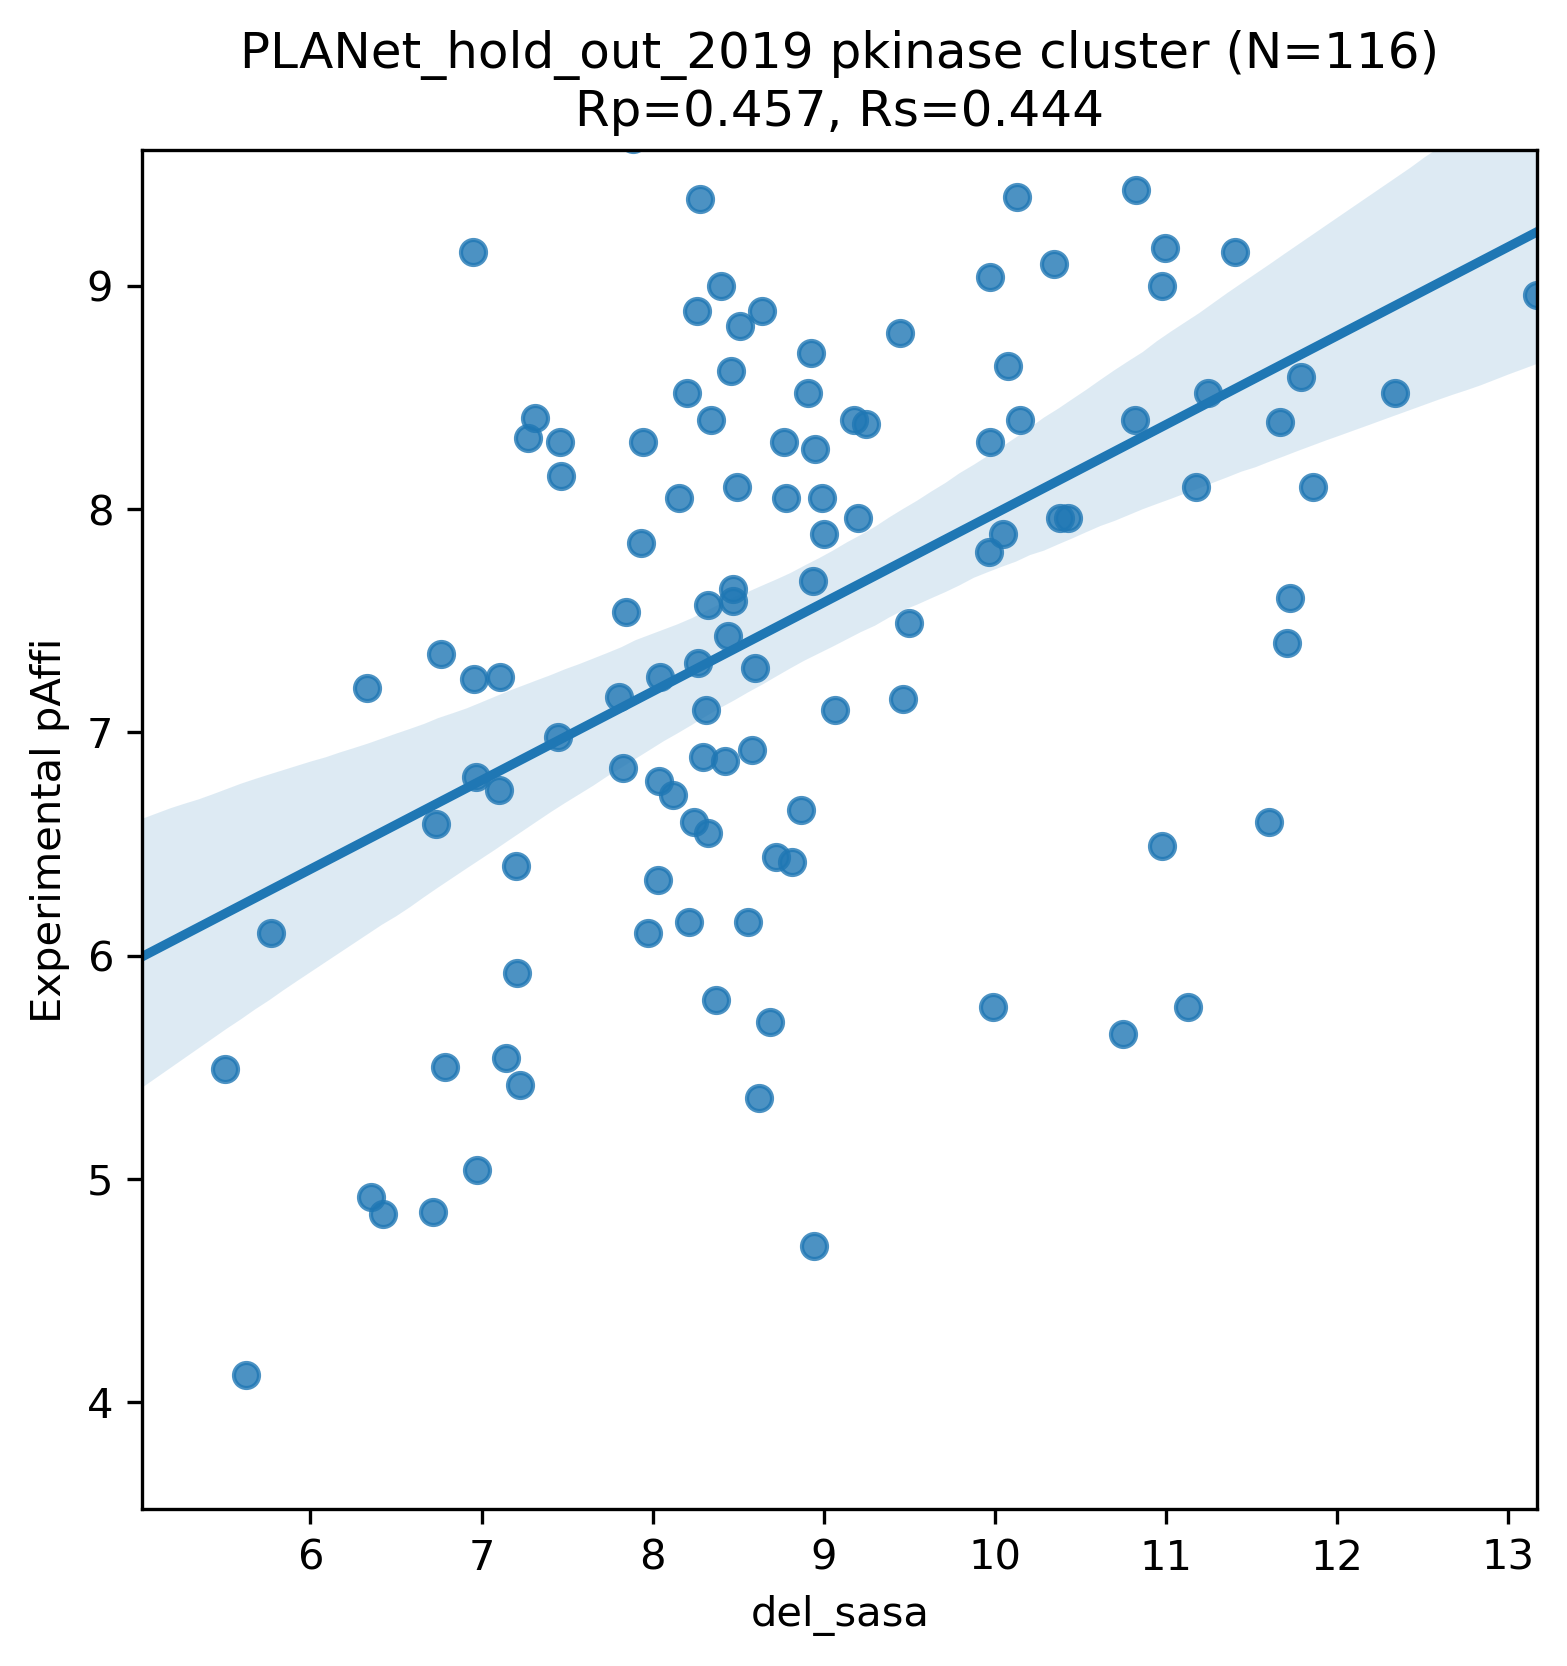 PLANet_hold_out_2019 pkinase cluster (N=116)
Rp=0.457, Rs=0.444
9
8
7
6
5
4
Experimental pAffi
6 7 8 9 10 11 12 13
del_sasa